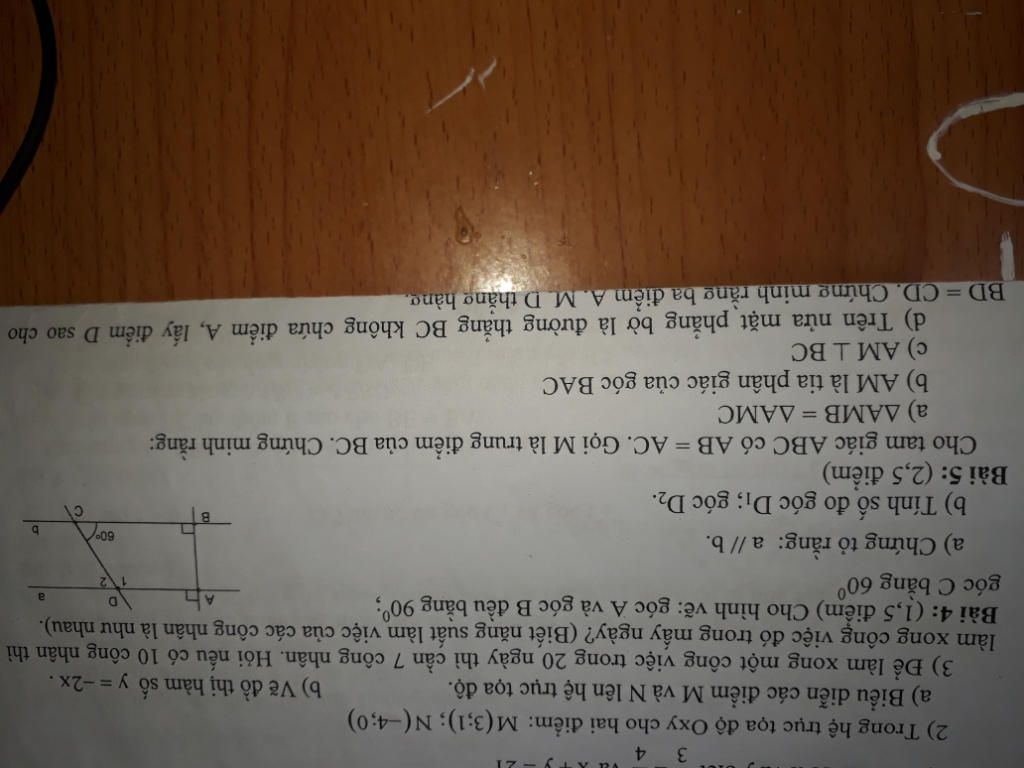 3 4 và x + y = 21
2) Trong hệ trục tọa độ Oxy cho hai điểm: M(3;1); N(−4;0)
a) Biểu diễn các điểm M và N lên hệ trục tọa độ. b) Vẽ đồ thị hàm số y = −2x .
3) Để làm xong một công việc trong 20 ngày thì cần 7 công nhân. Hỏi nếu có 10 công nhân thì
làm xong công việc đó trong mấy ngày? (Biết năng suất làm việc của các công nhân là như nhau).
Bài 4: (1,5 điểm) Cho hình vẽ: góc A và góc B đều bằng 90⁰;
góc C bằng 60⁰
a) Chứng tỏ rằng: a // b.
b) Tính số đo góc D₁; góc D₂.
A D a
1 2
60°
B C b
Bài 5: (2,5 điểm)
Cho tam giác ABC có AB = AC. Gọi M là trung điểm của BC. Chứng minh rằng:
a) ΔAMB = ΔAMC
b) AM là tia phân giác của góc BAC
c) AM ⊥ BC
d) Trên nửa mặt phẳng bờ là đường thẳng BC không chứa điểm A, lấy điểm D sao cho
BD = CD. Chứng minh rằng ba điểm A, M, D thẳng hàng.